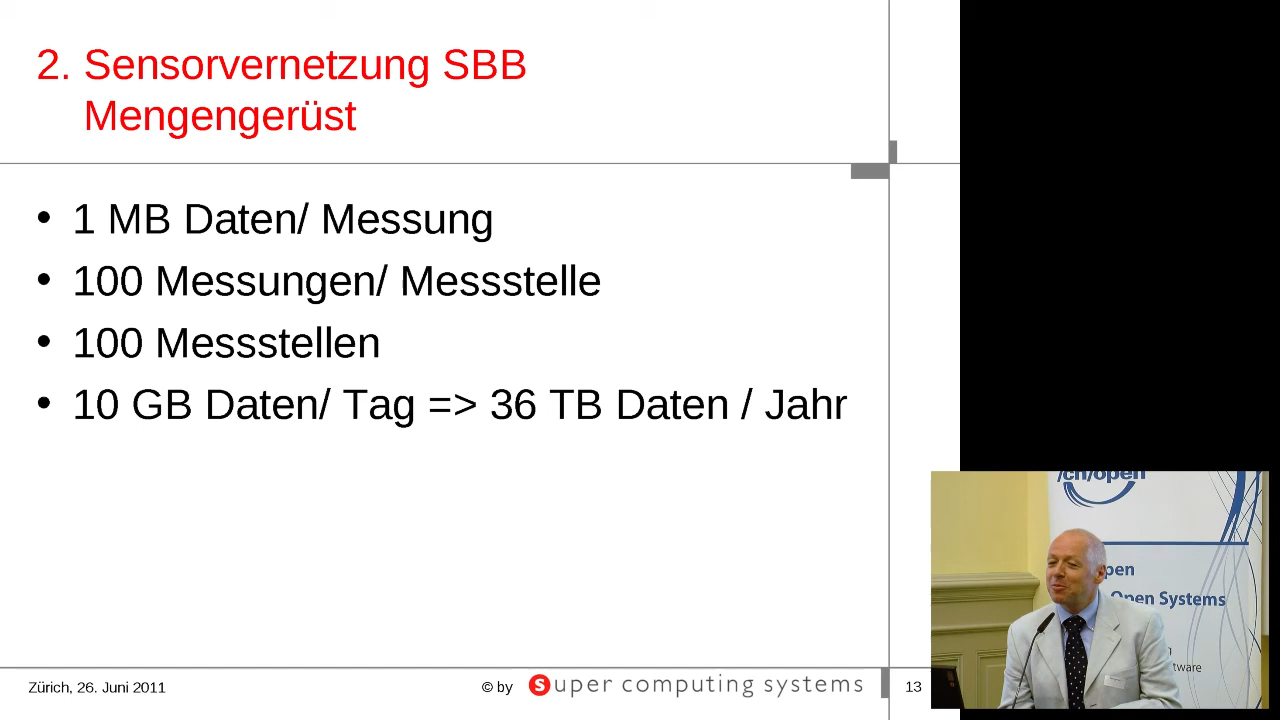 2. Sensorvernetzung SBB
Mengengerüst
• 1 MB Daten/ Messung
• 100 Messungen/ Messstelle
• 100 Messstellen
• 10 GB Daten/ Tag => 36 TB Daten / Jahr
Zürich, 26. Juni 2011
© by
Super computing systems
13
/ch/open
pen
Open Systems
tware